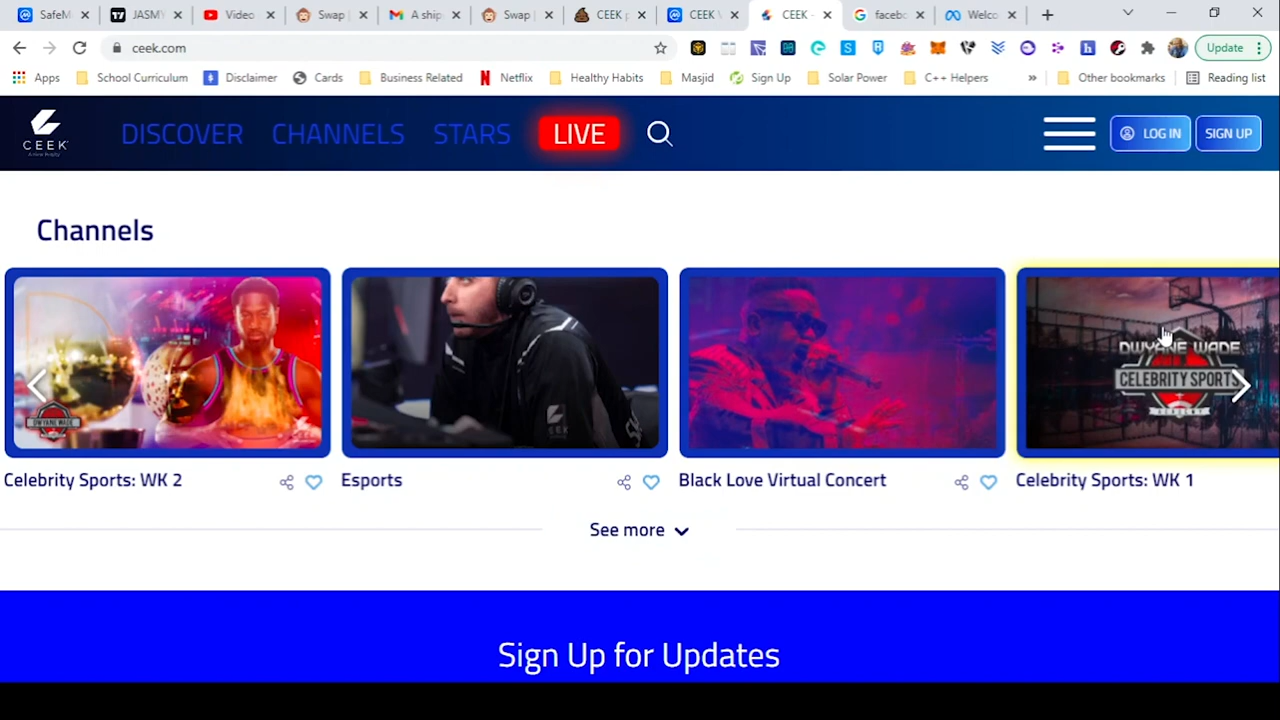 SafeM
JASMY
Video
Swap
A ship
Swap
CEEK p
CEEK V
CEEK -
facebo
Welco
ceek.com
Update
Apps
School Curriculum
Disclaimer
Cards
Business Related
Netflix
Healthy Habits
Masjid
Sign Up
Solar Power
C++ Helpers
»
Other bookmarks
Reading list
CEEK
DISCOVER
CHANNELS
STARS
LIVE
LOG IN
SIGN UP
Channels
DWYANE WADE
DWYANE WADE
CELEBRITY SPORTS
ACADEMY
Celebrity Sports: WK 2
Esports
Black Love Virtual Concert
Celebrity Sports: WK 1
See more
Sign Up for Updates